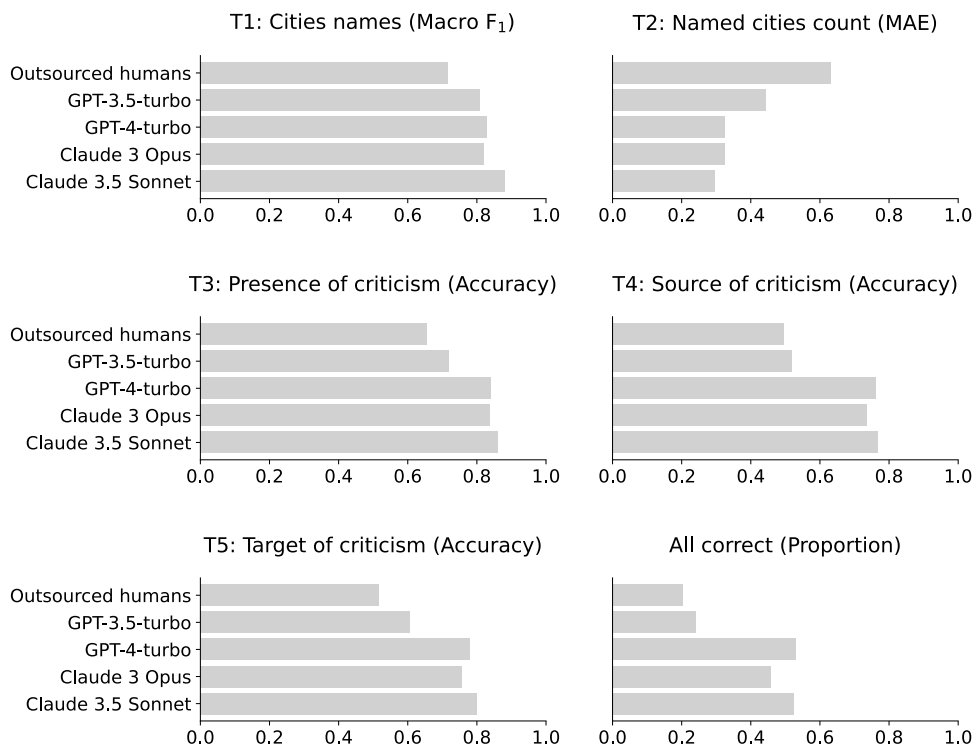 T1: Cities names (Macro F₁)
Outsourced humans
GPT-3.5-turbo
GPT-4-turbo
Claude 3 Opus
Claude 3.5 Sonnet
0.0 0.2 0.4 0.6 0.8 1.0
T2: Named cities count (MAE)
0.0 0.2 0.4 0.6 0.8 1.0
T3: Presence of criticism (Accuracy)
Outsourced humans
GPT-3.5-turbo
GPT-4-turbo
Claude 3 Opus
Claude 3.5 Sonnet
0.0 0.2 0.4 0.6 0.8 1.0
T4: Source of criticism (Accuracy)
0.0 0.2 0.4 0.6 0.8 1.0
T5: Target of criticism (Accuracy)
Outsourced humans
GPT-3.5-turbo
GPT-4-turbo
Claude 3 Opus
Claude 3.5 Sonnet
0.0 0.2 0.4 0.6 0.8 1.0
All correct (Proportion)
0.0 0.2 0.4 0.6 0.8 1.0